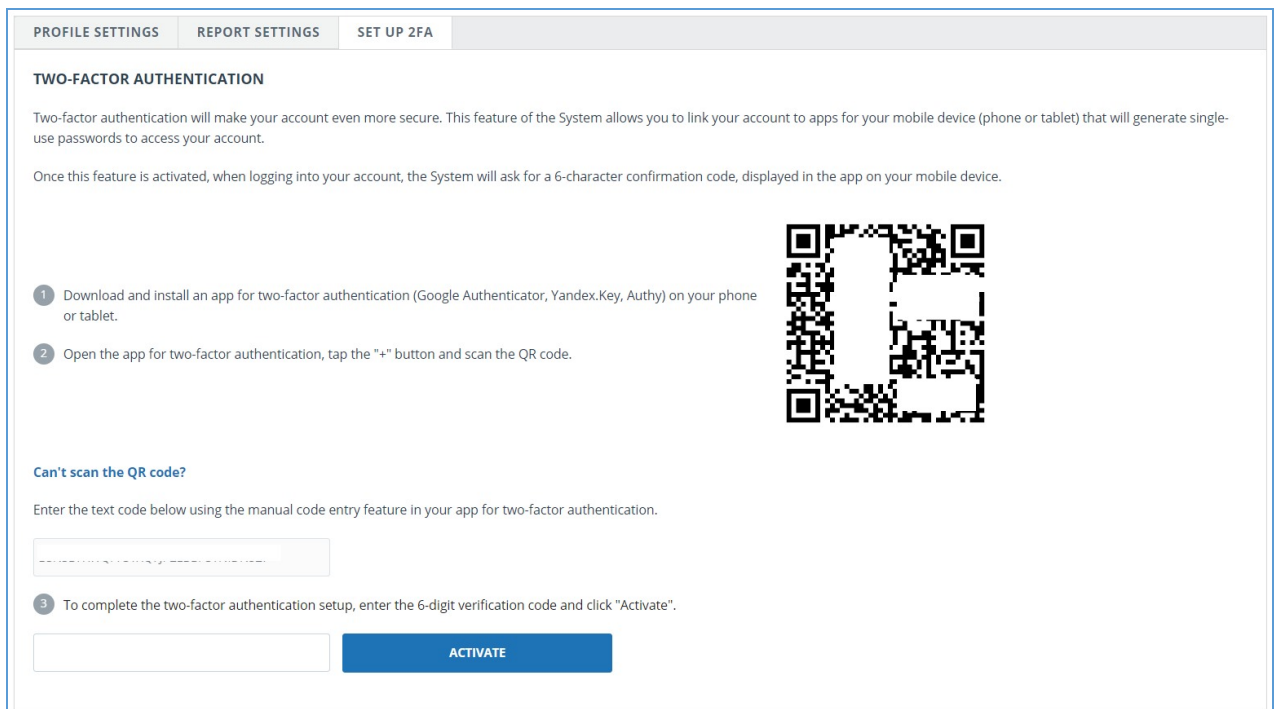 PROFILE SETTINGS REPORT SETTINGS SET UP 2FA
TWO-FACTOR AUTHENTICATION
Two-factor authentication will make your account even more secure. This feature of the System allows you to link your account to apps for your mobile device (phone or tablet) that will generate single-
use passwords to access your account.
Once this feature is activated, when logging into your account, the System will ask for a 6-character confirmation code, displayed in the app on your mobile device.
1 Download and install an app for two-factor authentication (Google Authenticator, Yandex.Key, Authy) on your phone
or tablet.
2 Open the app for two-factor authentication, tap the "+" button and scan the QR code.
Can't scan the QR code?
Enter the text code below using the manual code entry feature in your app for two-factor authentication.
3 To complete the two-factor authentication setup, enter the 6-digit verification code and click "Activate".
ACTIVATE